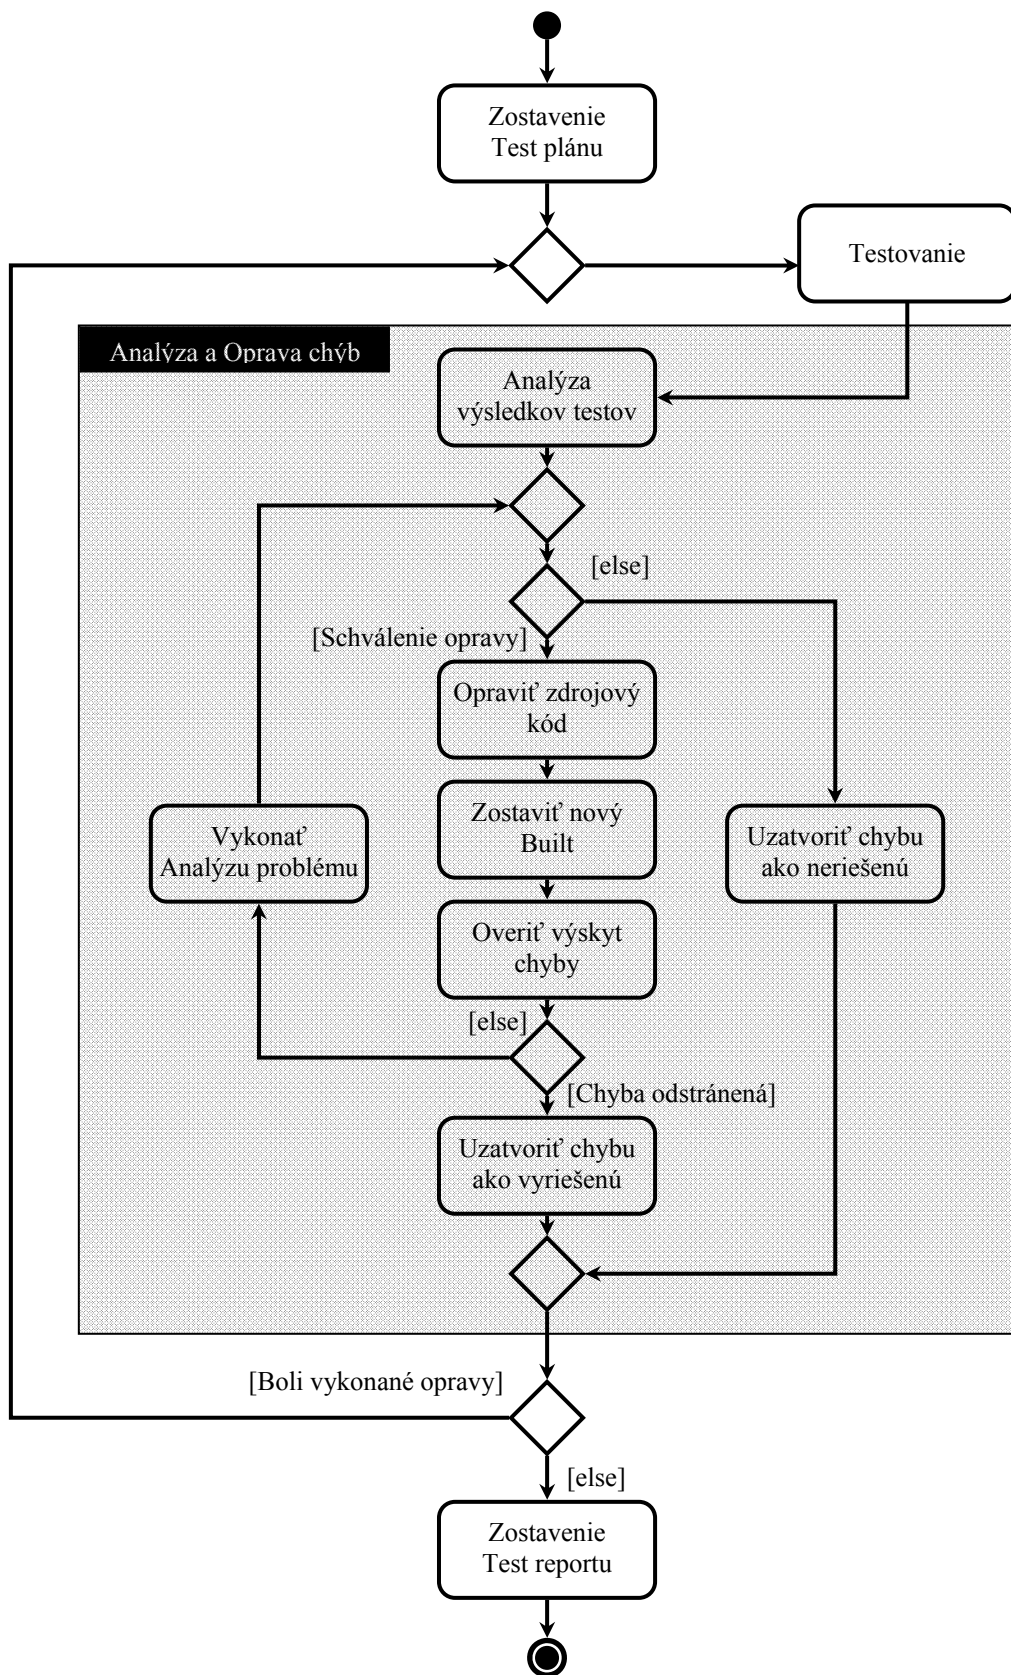 Zostavenie
Test plánu
Testovanie
Analýza a Oprava chýb
Analýza
výsledkov testov
[else]
[Schválenie opravy]
Opraviť zdrojový
kód
Zostaviť nový
Built
Vykonať
Analýzu problému
Uzatvoriť chybu
ako neriešenú
Overiť výskyt
chyby
[else]
[Chyba odstránená]
Uzatvoriť chybu
ako vyriešenú
[Boli vykonané opravy]
[else]
Zostavenie
Test reportu